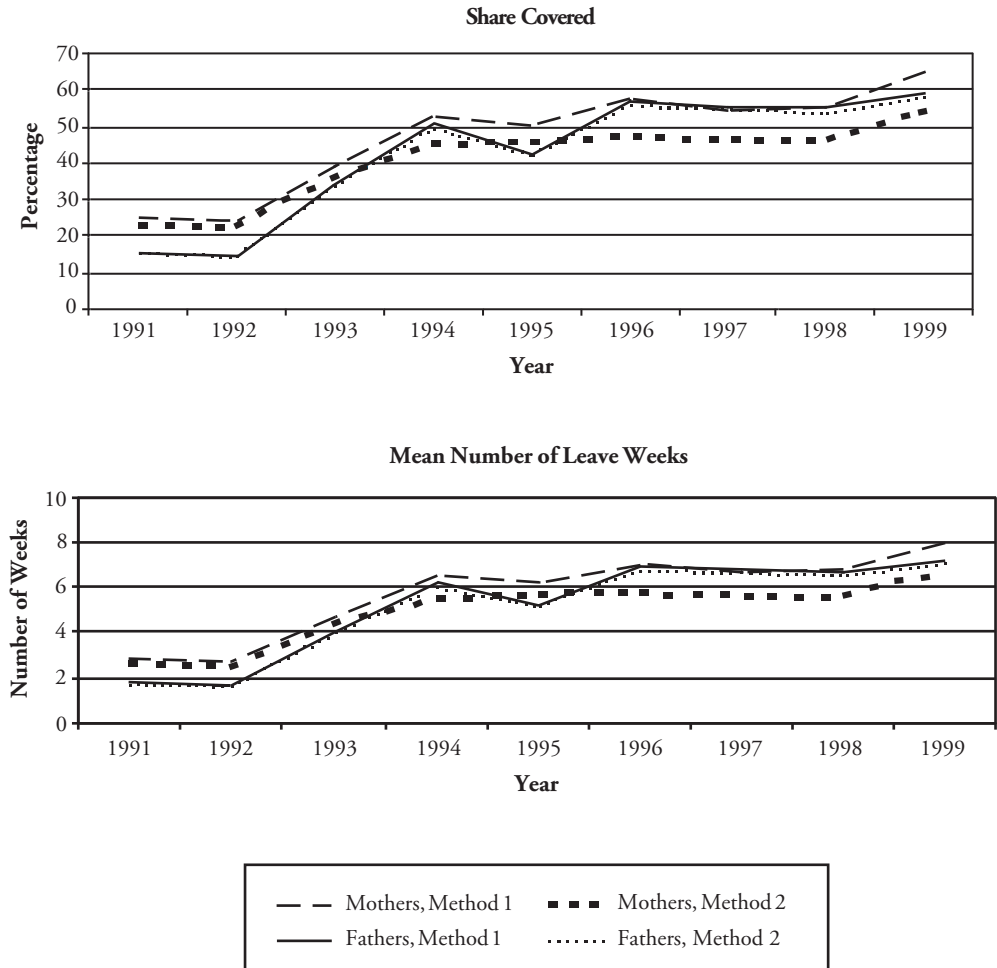 Share Covered
Percentage
70
60
50
40
30
20
10
0
1991 1992 1993 1994 1995 1996 1997 1998 1999
Year
Mean Number of Leave Weeks
Number of Weeks
10
8
6
4
2
0
1991 1992 1993 1994 1995 1996 1997 1998 1999
Year
Mothers, Method 1 Mothers, Method 2
Fathers, Method 1 Fathers, Method 2